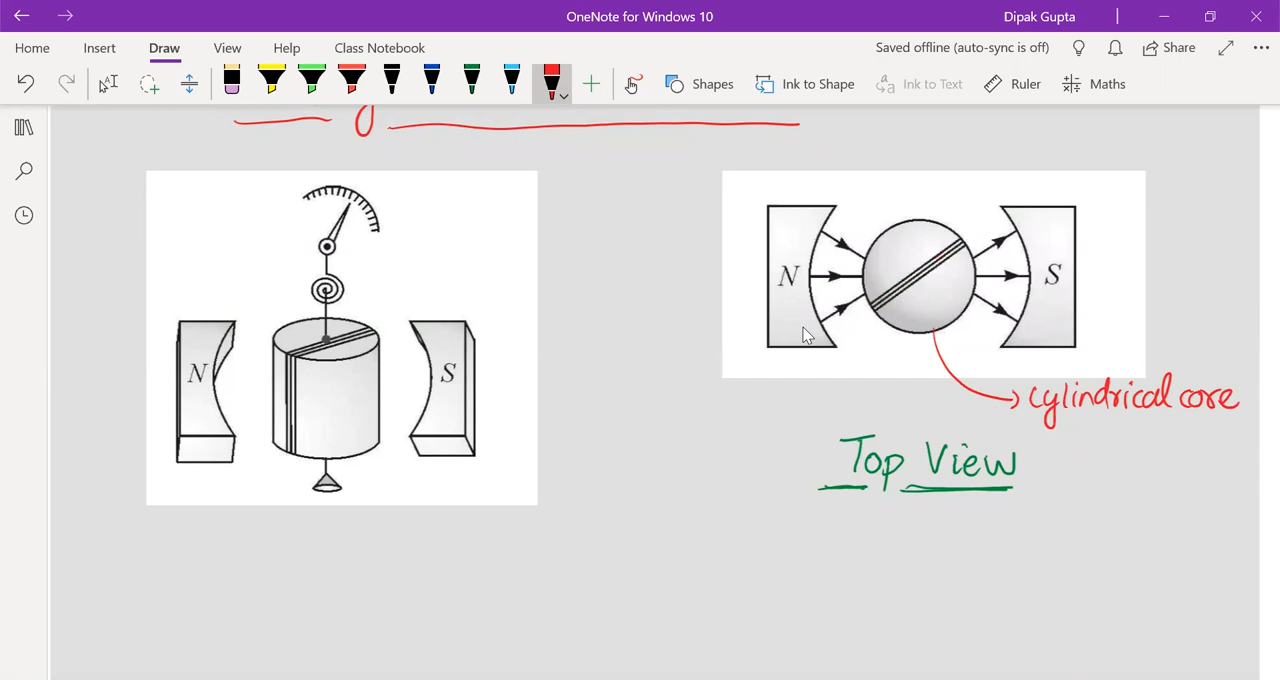 OneNote for Windows 10
Dipak Gupta
Home Insert Draw View Help Class Notebook
Saved offline (auto-sync is off)
Share
Shapes
Ink to Shape
Ink to Text
Ruler
Maths
N
S
N
S
cylindrical core
Top View